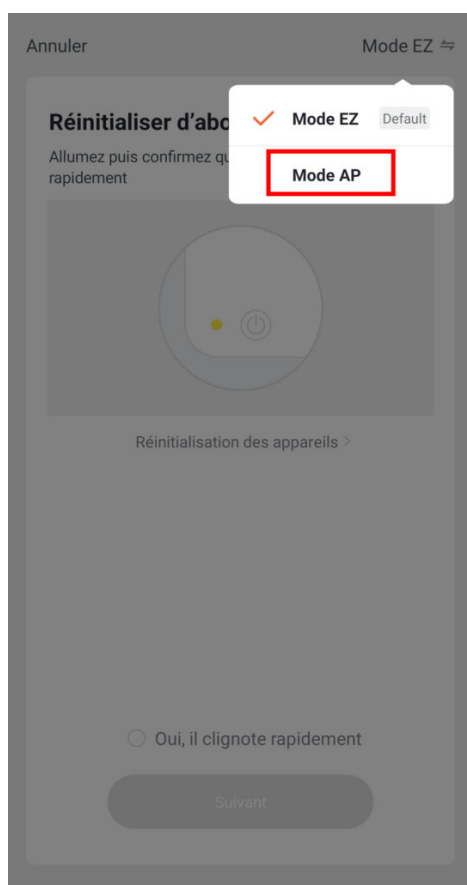 Annuler
Mode EZ
Mode EZ Default
Mode AP
Réinitialiser d'abo
Allumez puis confirmez qu
rapidement
Réinitialisation des appareils >
Oui, il clignote rapidement
Suivant